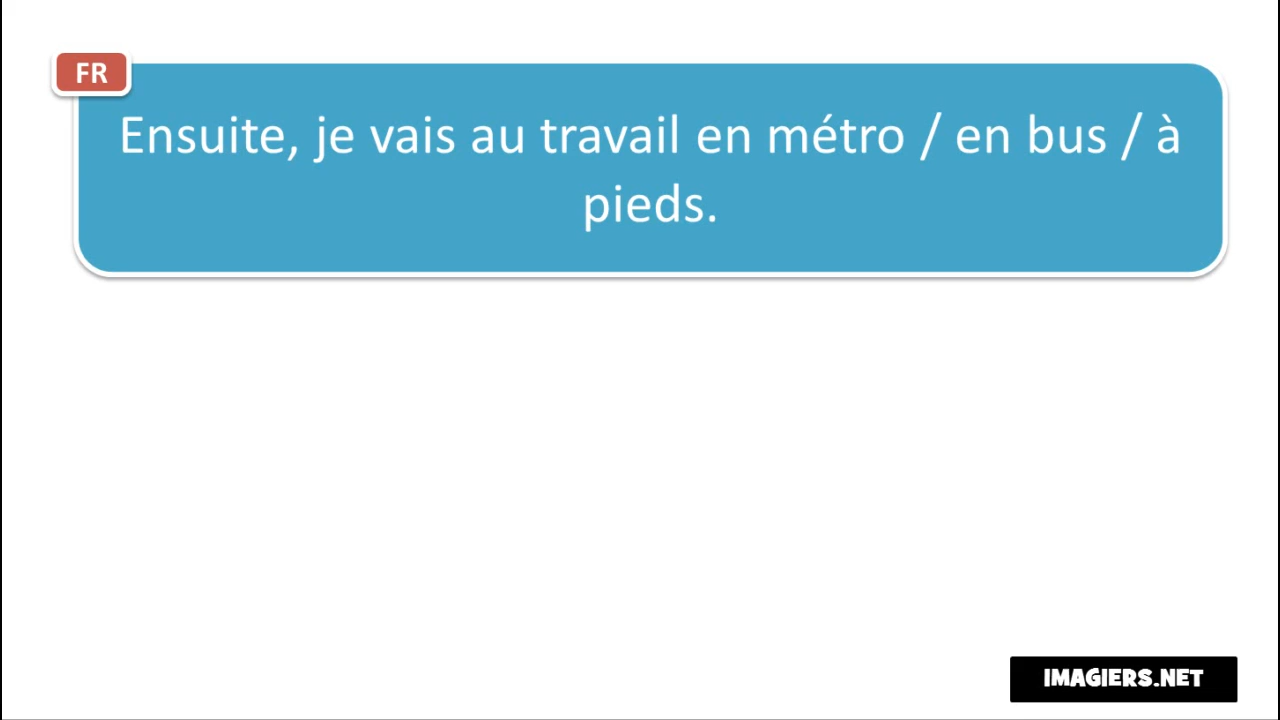 FR
Ensuite, je vais au travail en métro / en bus / à
pieds.
IMAGIERS.NET